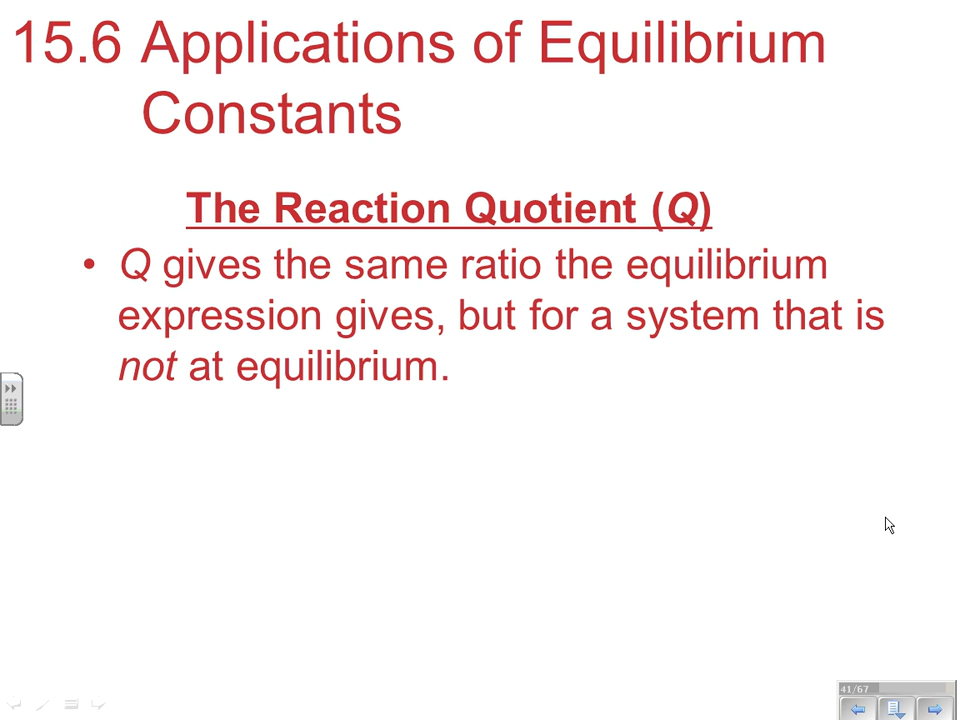 15.6 Applications of Equilibrium
Constants
The Reaction Quotient (Q)
• Q gives the same ratio the equilibrium
expression gives, but for a system that is
not at equilibrium.
41/67